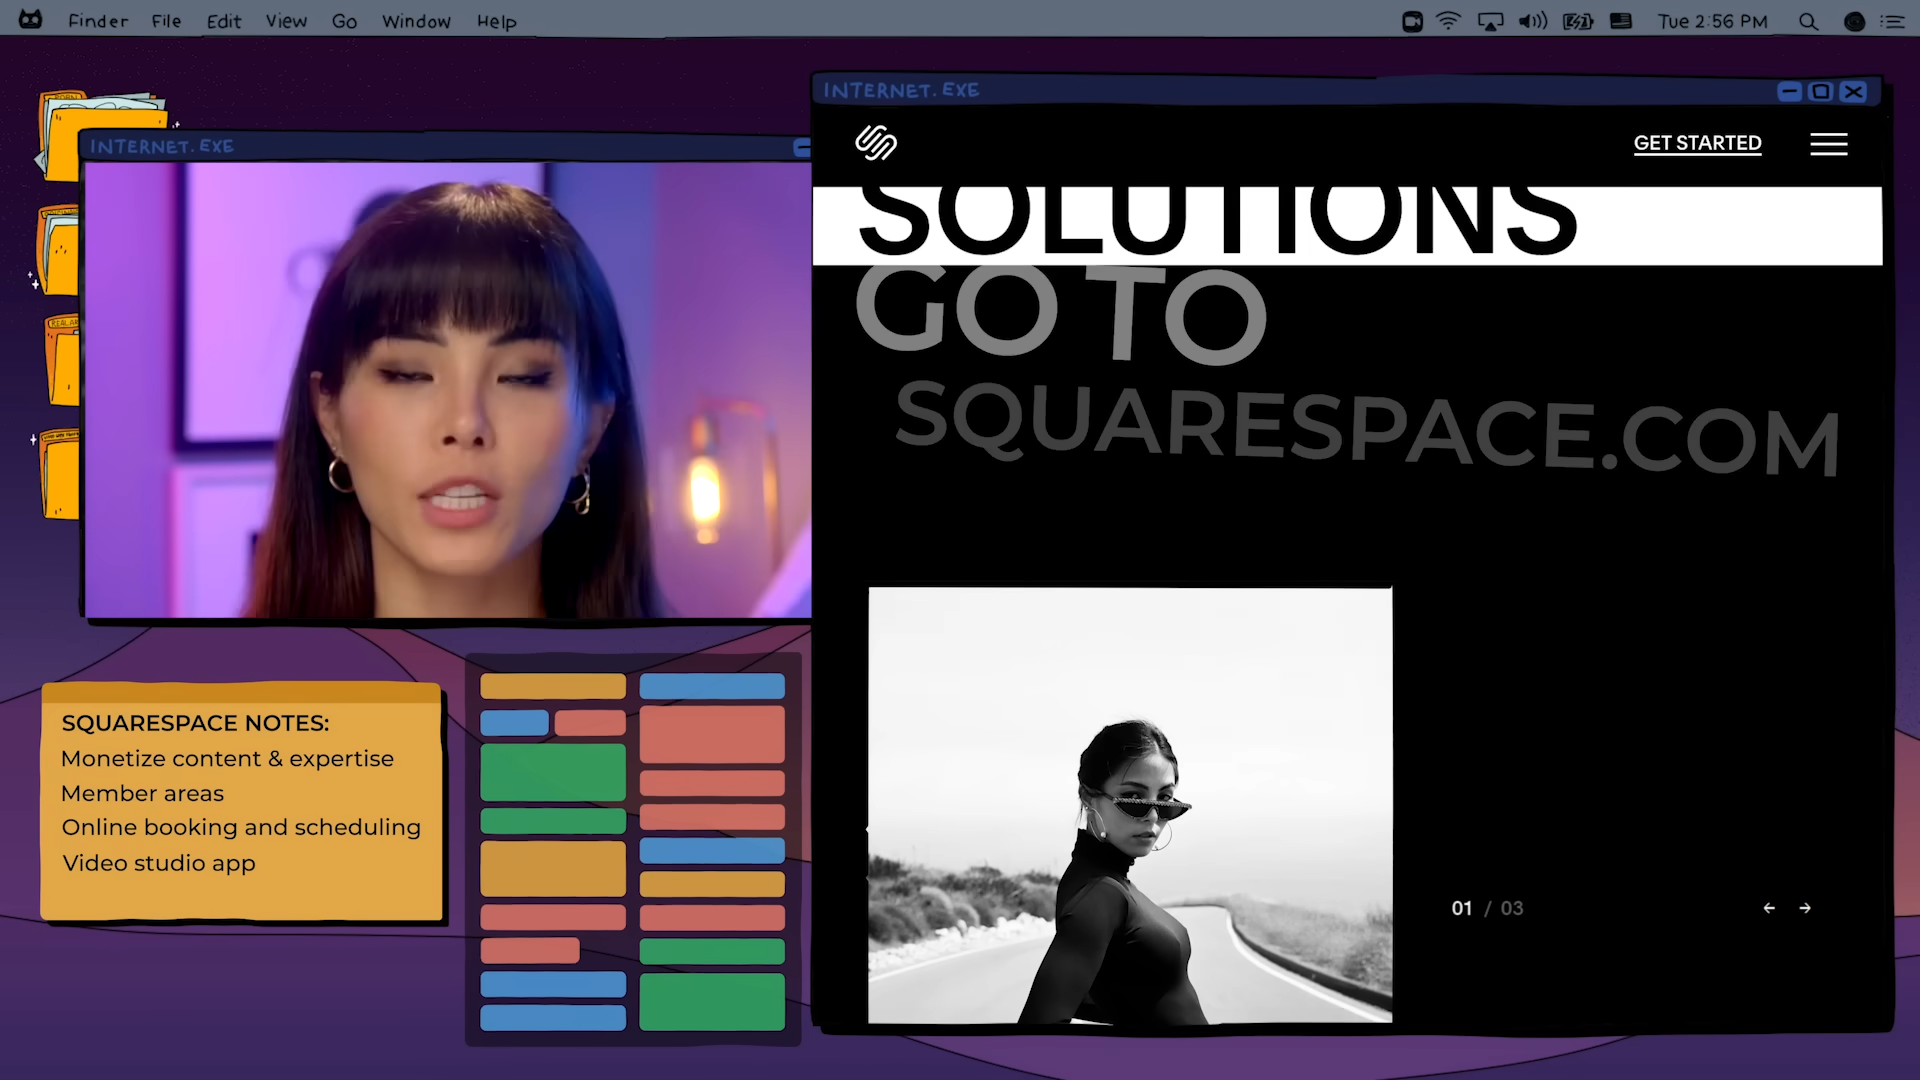 Finder File Edit View Go Window Help
Tue 2:56 PM
INTERNET.EXE
INTERNET.EXE
GET STARTED
SOLUTIONS
GO TO
SQUARESPACE.COM
01 / 03
SQUARESPACE NOTES:
Monetize content & expertise
Member areas
Online booking and scheduling
Video studio app